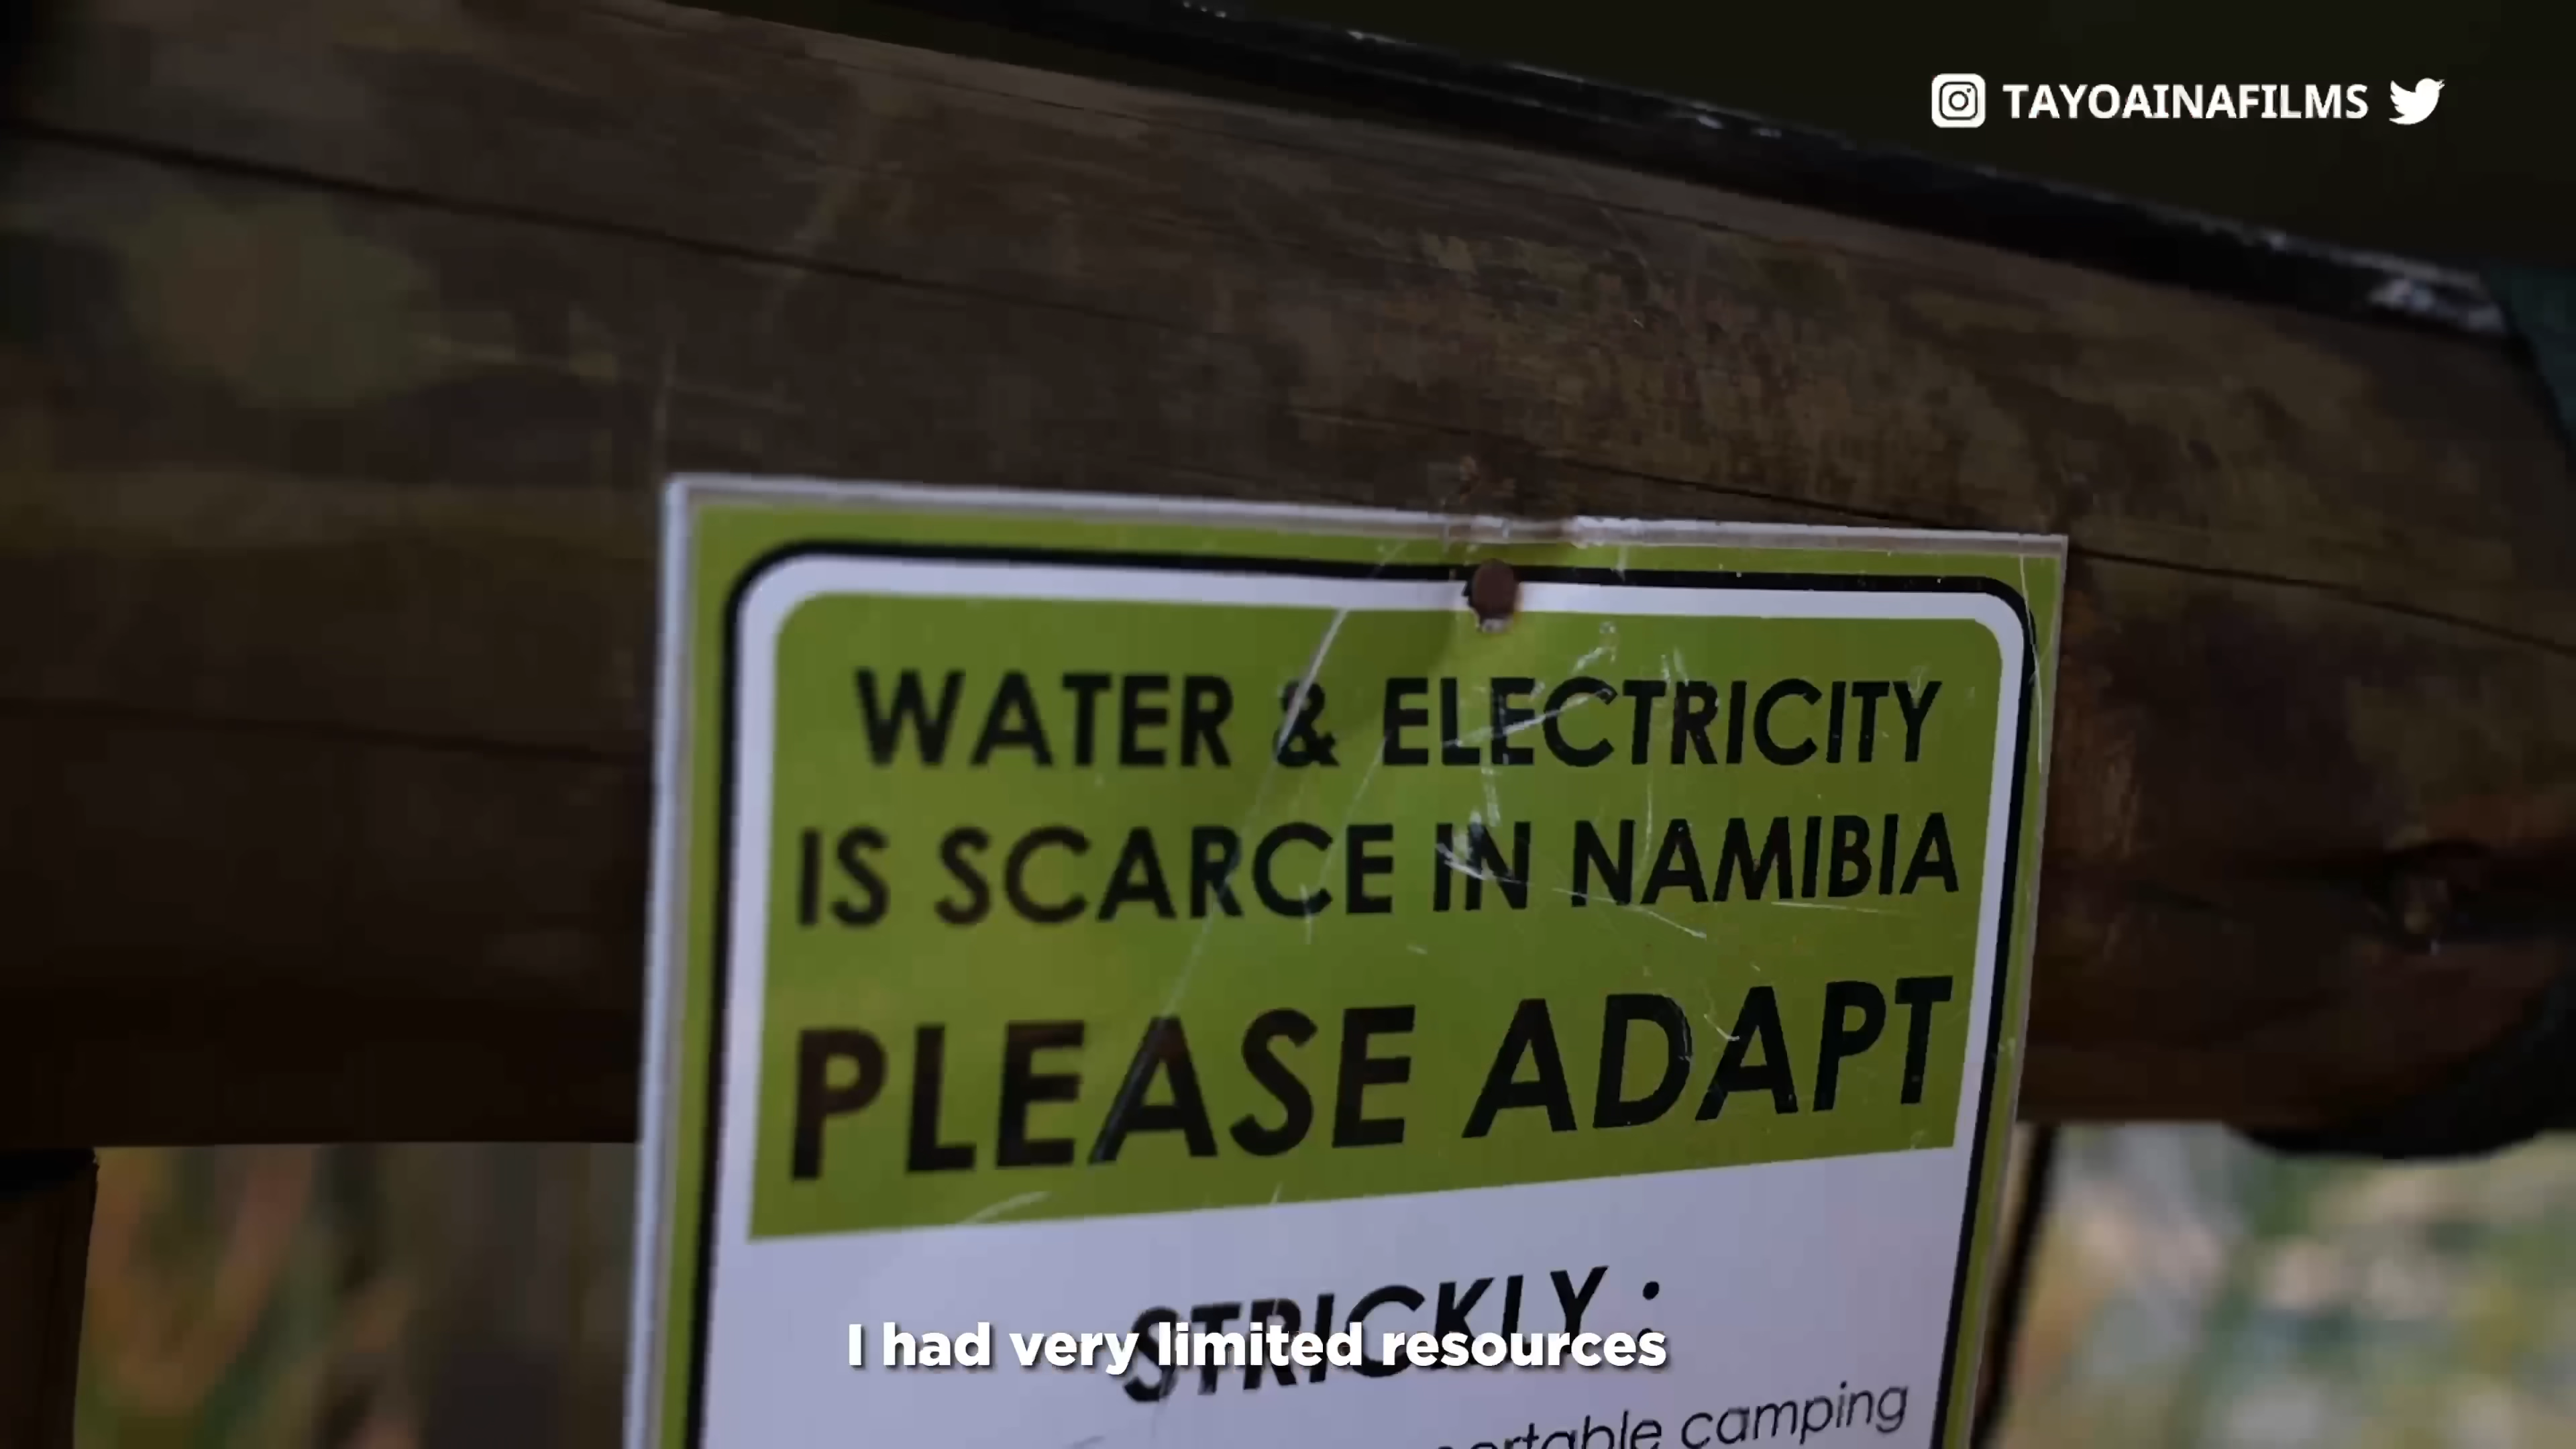 TAYOAINAFILMS
WATER & ELECTRICITY
IS SCARCE IN NAMIBIA
PLEASE ADAPT
STRICKLY :
I had very limited resources
camping